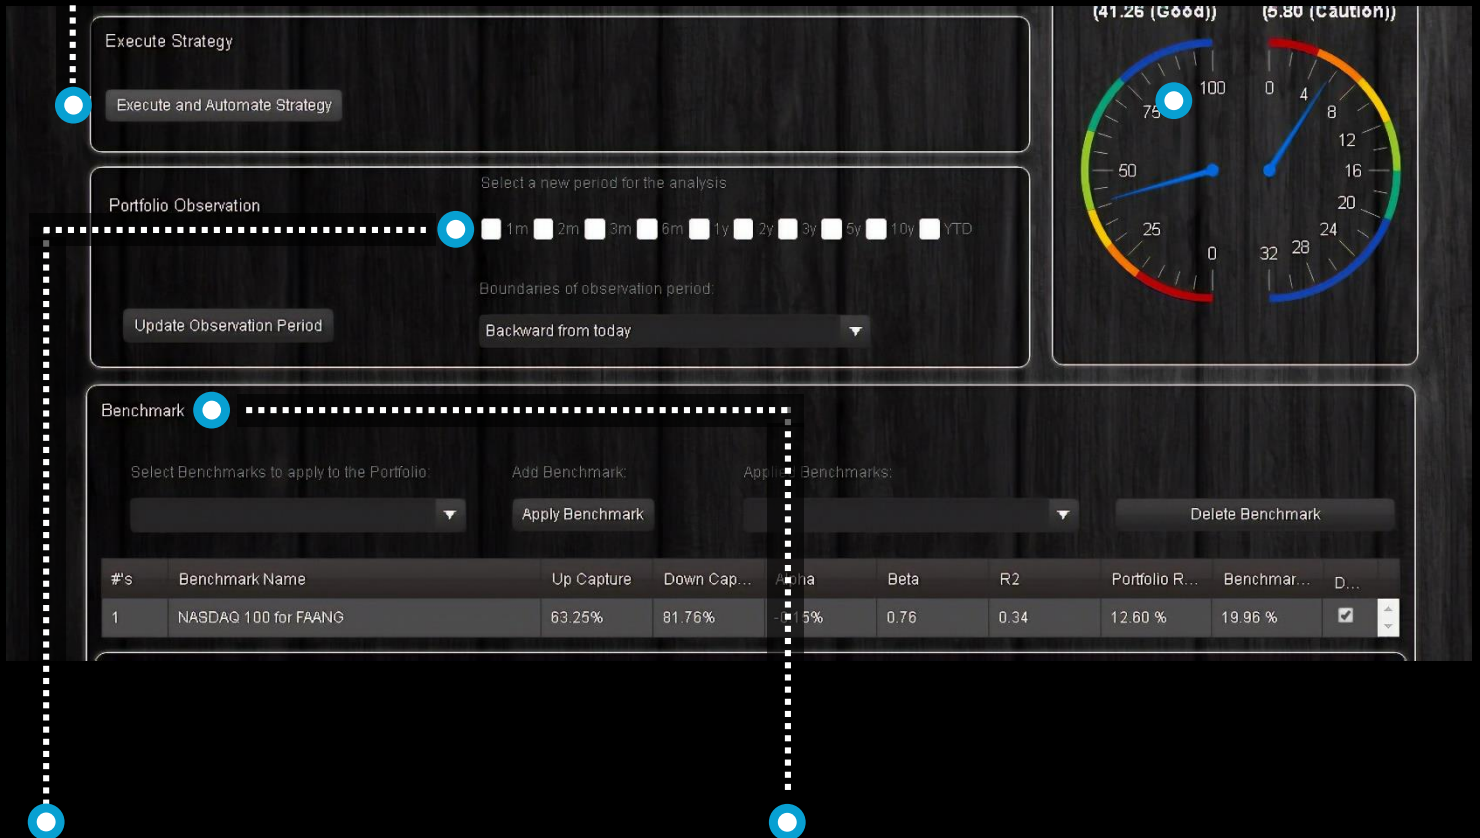 (41.26 (Good)) (5.80 (Caution))
Execute Strategy
Execute and Automate Strategy
100 75 50 25 0
0 4 8 12 16 20 24 28 32
Portfolio Observation
Select a new period for the analysis
1m 2m 3m 6m 1y 2y 3y 5y 10y YTD
Boundaries of observation period:
Update Observation Period
Backward from today
Benchmark
Select Benchmarks to apply to the Portfolio: Add Benchmark: Applied Benchmarks:
Apply Benchmark Delete Benchmark
#'s Benchmark Name Up Capture Down Cap... Alpha Beta R2 Portfolio R... Benchmar... D...
1 NASDAQ 100 for FAANG 63.25% 81.76% -0.15% 0.76 0.34 12.60 % 19.96 %